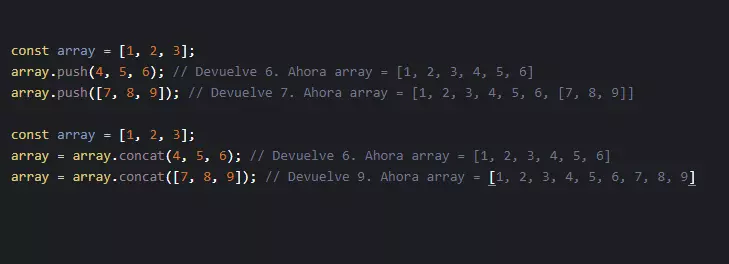 const array = [1, 2, 3];
array.push(4, 5, 6); // Devuelve 6. Ahora array = [1, 2, 3, 4, 5, 6]
array.push([7, 8, 9]); // Devuelve 7. Ahora array = [1, 2, 3, 4, 5, 6, [7, 8, 9]]
const array = [1, 2, 3];
array = array.concat(4, 5, 6); // Devuelve 6. Ahora array = [1, 2, 3, 4, 5, 6]
array = array.concat([7, 8, 9]); // Devuelve 9. Ahora array = [1, 2, 3, 4, 5, 6, 7, 8, 9]